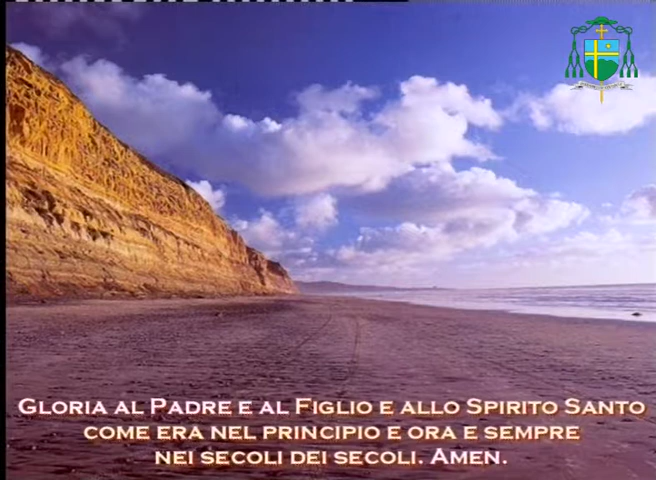 Gloria al Padre e al Figlio e allo Spirito Santo
come era nel principio e ora e sempre
nei secoli dei secoli. Amen.